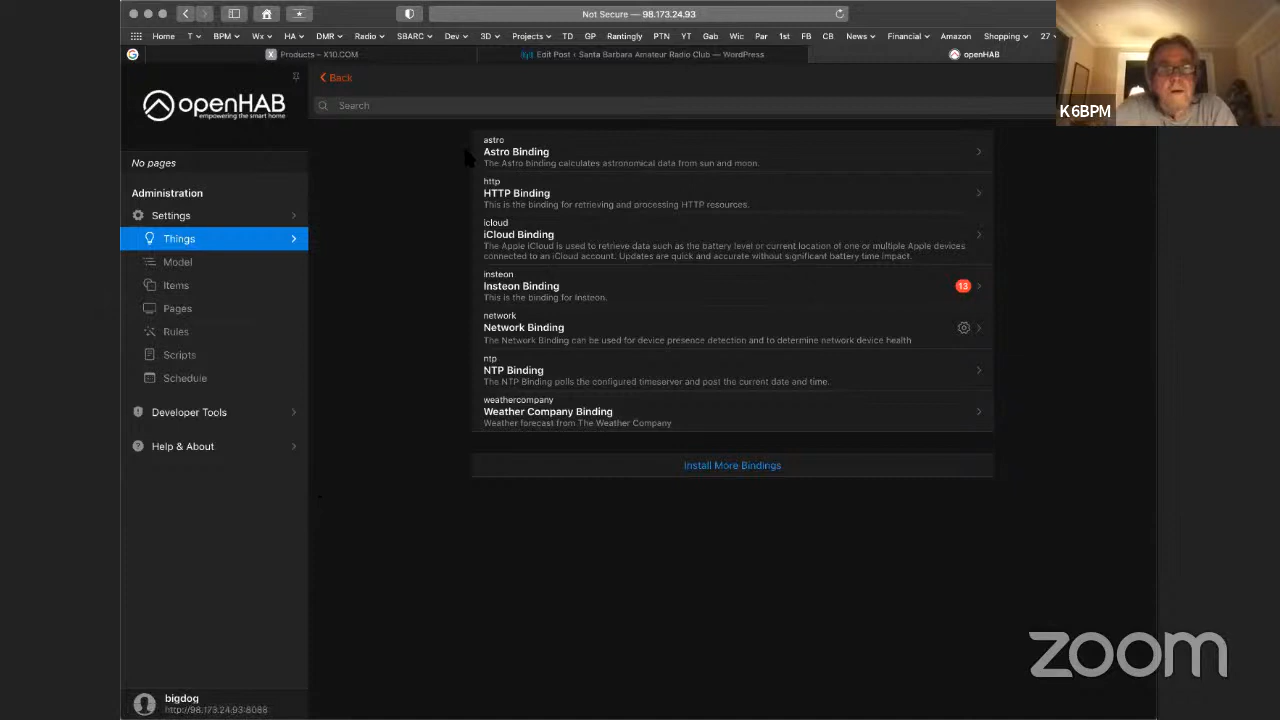 Not Secure — 98.173.24.93
Home T BPM Wx HA DMR Radio SBARC Dev 3D Projects TD GP Rantingly PTN YT Gab Wic Par 1st FB CB News Financial Amazon Shopping 27
Products – X10.COM
Edit Post ‹ Santa Barbara Amateur Radio Club — WordPress
openHAB
K6BPM
openHAB
empowering the smart home
No pages
Administration
Settings
Things
Model
Items
Pages
Rules
Scripts
Schedule
Developer Tools
Help & About
bigdog
http://98.173.24.93:8088
Back
Search
astro
Astro Binding
The Astro binding calculates astronomical data from sun and moon.
http
HTTP Binding
This is the binding for retrieving and processing HTTP resources.
icloud
iCloud Binding
The Apple iCloud is used to retrieve data such as the battery level or current location of one or multiple Apple devices
connected to an iCloud account. Updates are quick and accurate without significant battery time impact.
insteon
Insteon Binding
This is the binding for Insteon.
13
network
Network Binding
The Network Binding can be used for device presence detection and to determine network device health
ntp
NTP Binding
The NTP Binding polls the configured timeserver and post the current date and time.
weathercompany
Weather Company Binding
Weather forecast from The Weather Company
Install More Bindings
zoom